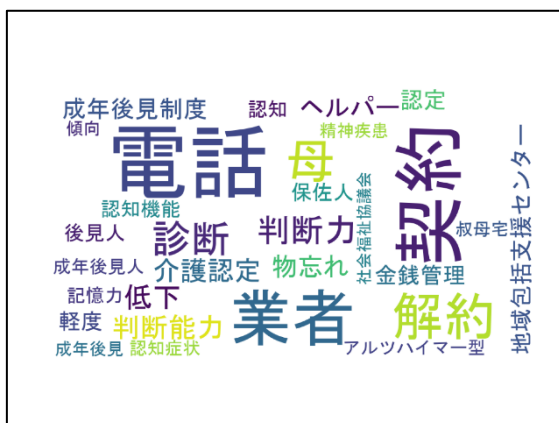 成年後見制度
認知
ヘルパー
認定
傾向
電話
母
精神疾患
契約
地域包括支援センター
保佐人
社会福祉協議会
認知機能
後見人
診断
判断力
叔母宅
成年後見人
介護認定
物忘れ
金銭管理
記憶力
低下
業者
解約
軽度
判断能力
成年後見
認知症状
アルツハイマー型